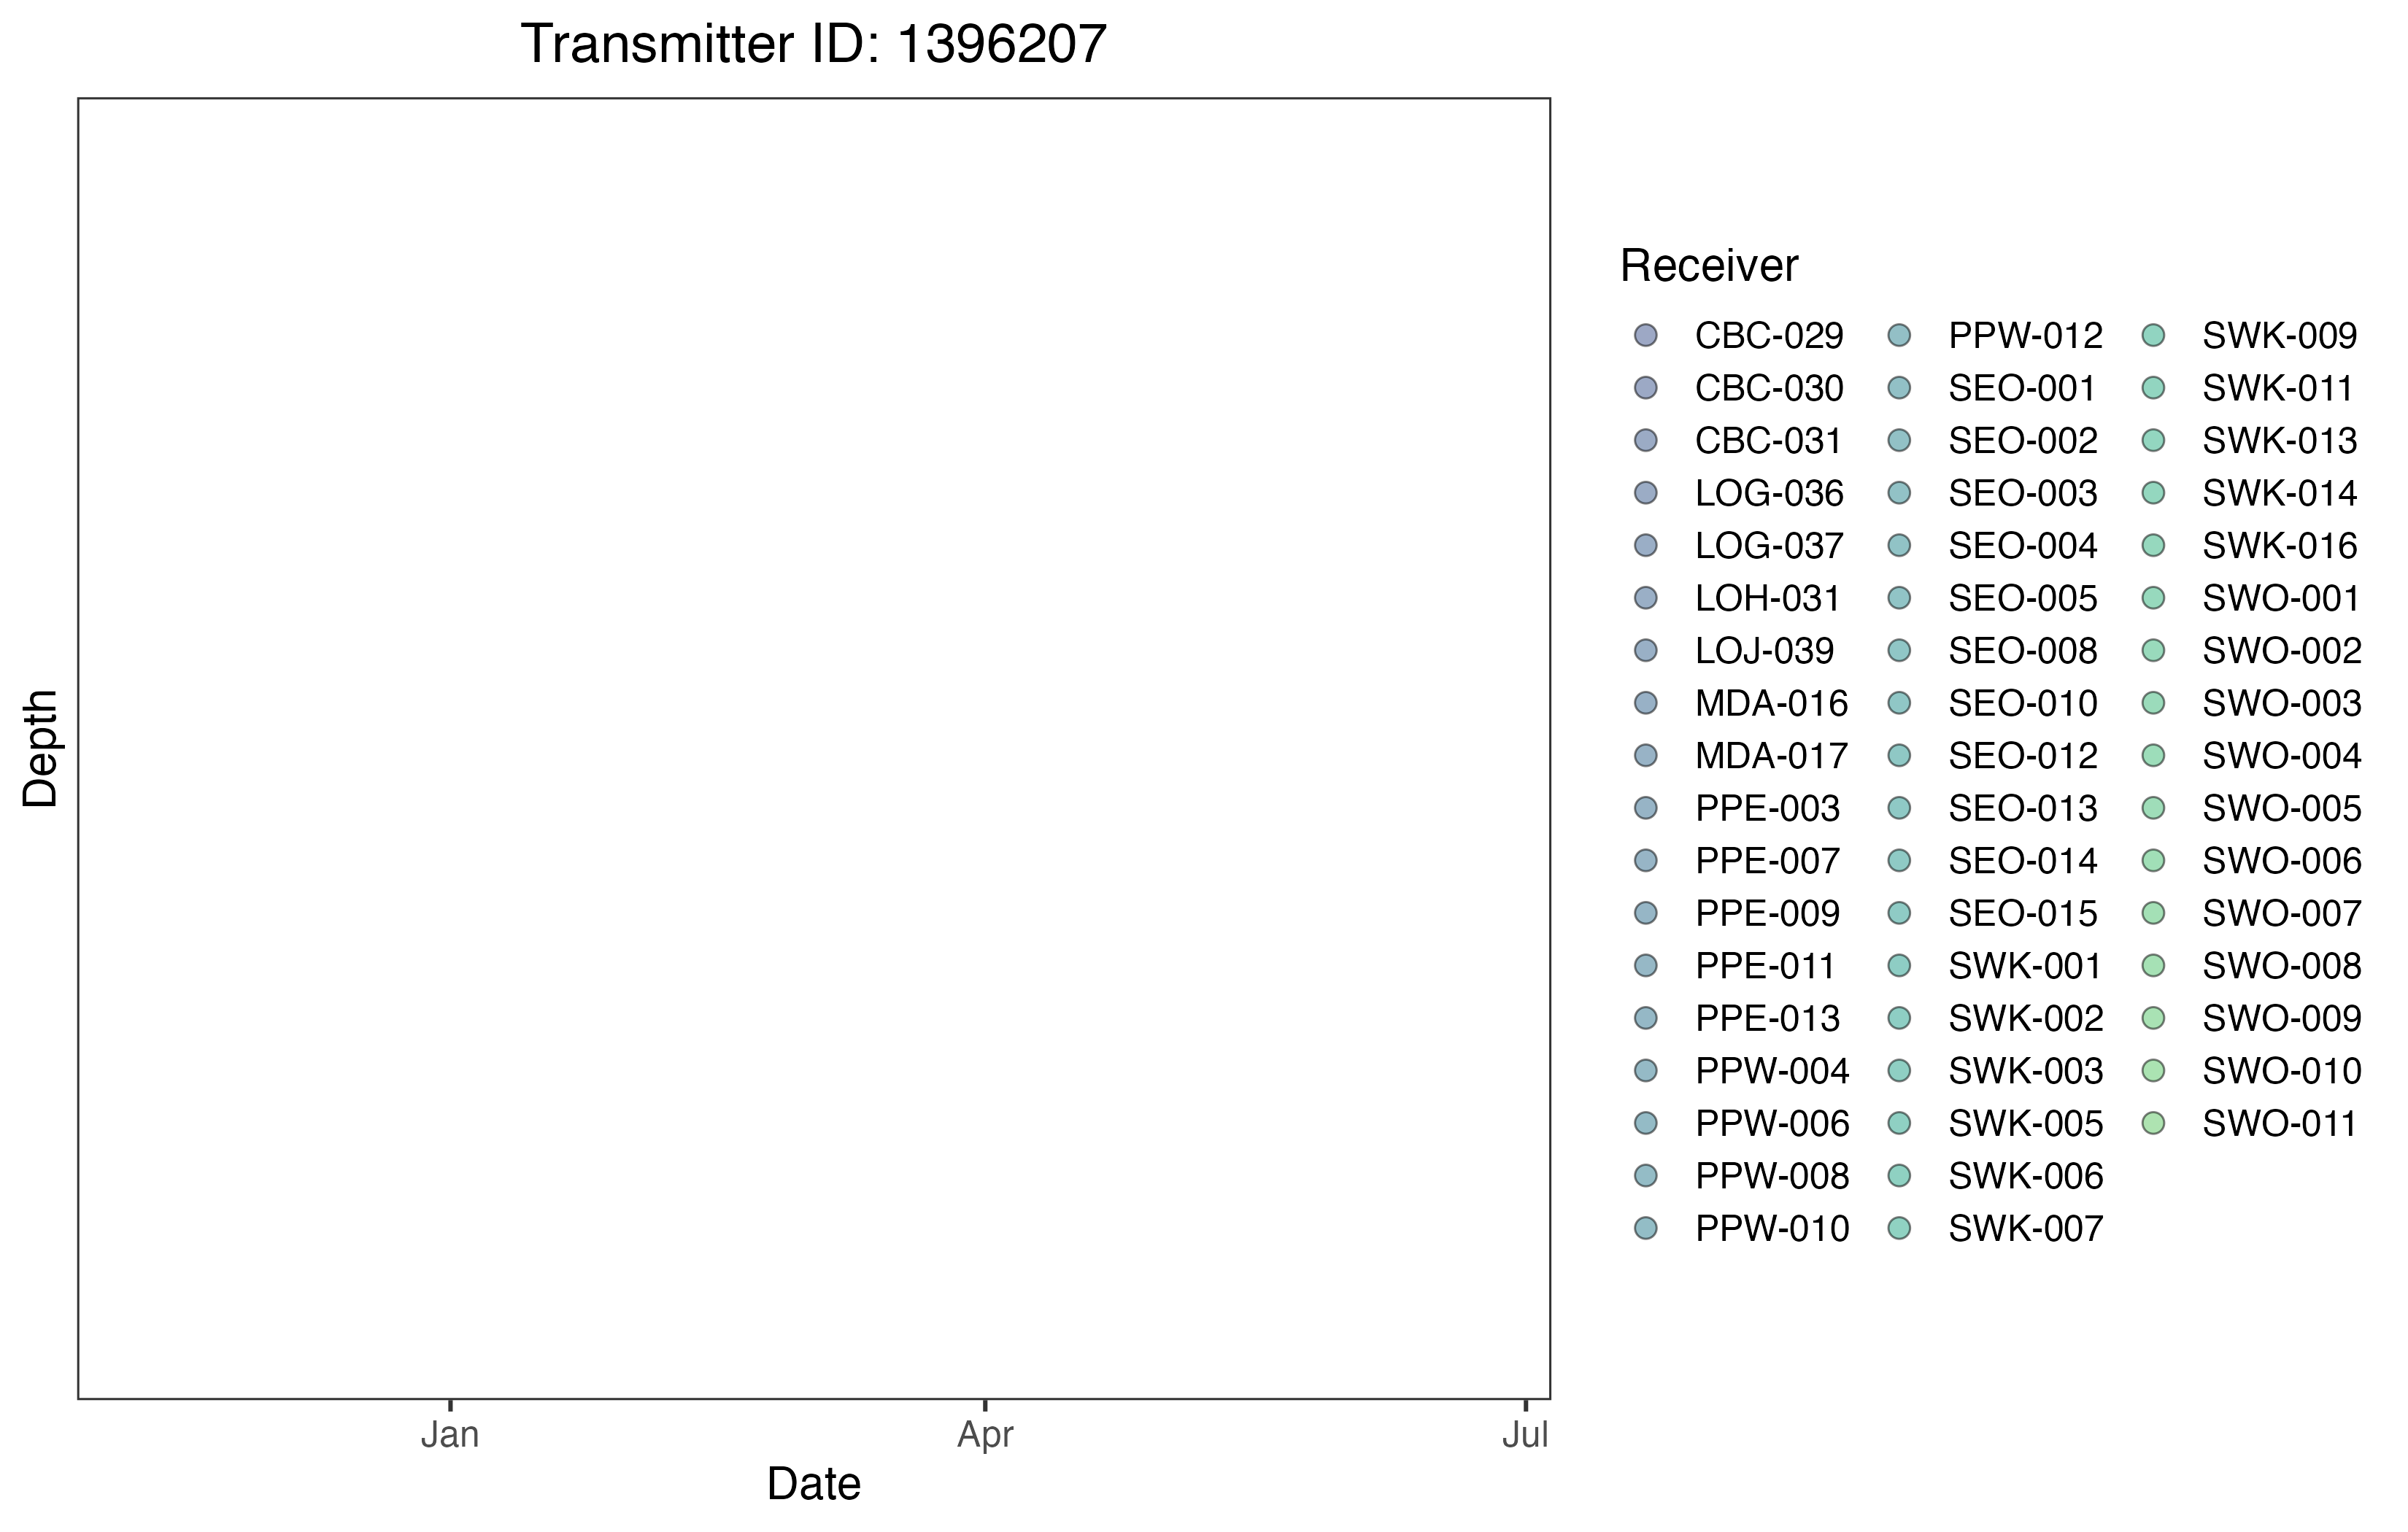 Transmitter ID: 1396207
Depth
Jan Apr Jul
Date
Receiver
CBC-029 PPW-012 SWK-009
CBC-030 SEO-001 SWK-011
CBC-031 SEO-002 SWK-013
LOG-036 SEO-003 SWK-014
LOG-037 SEO-004 SWK-016
LOH-031 SEO-005 SWO-001
LOJ-039 SEO-008 SWO-002
MDA-016 SEO-010 SWO-003
MDA-017 SEO-012 SWO-004
PPE-003 SEO-013 SWO-005
PPE-007 SEO-014 SWO-006
PPE-009 SEO-015 SWO-007
PPE-011 SWK-001 SWO-008
PPE-013 SWK-002 SWO-009
PPW-004 SWK-003 SWO-010
PPW-006 SWK-005 SWO-011
PPW-008 SWK-006
PPW-010 SWK-007